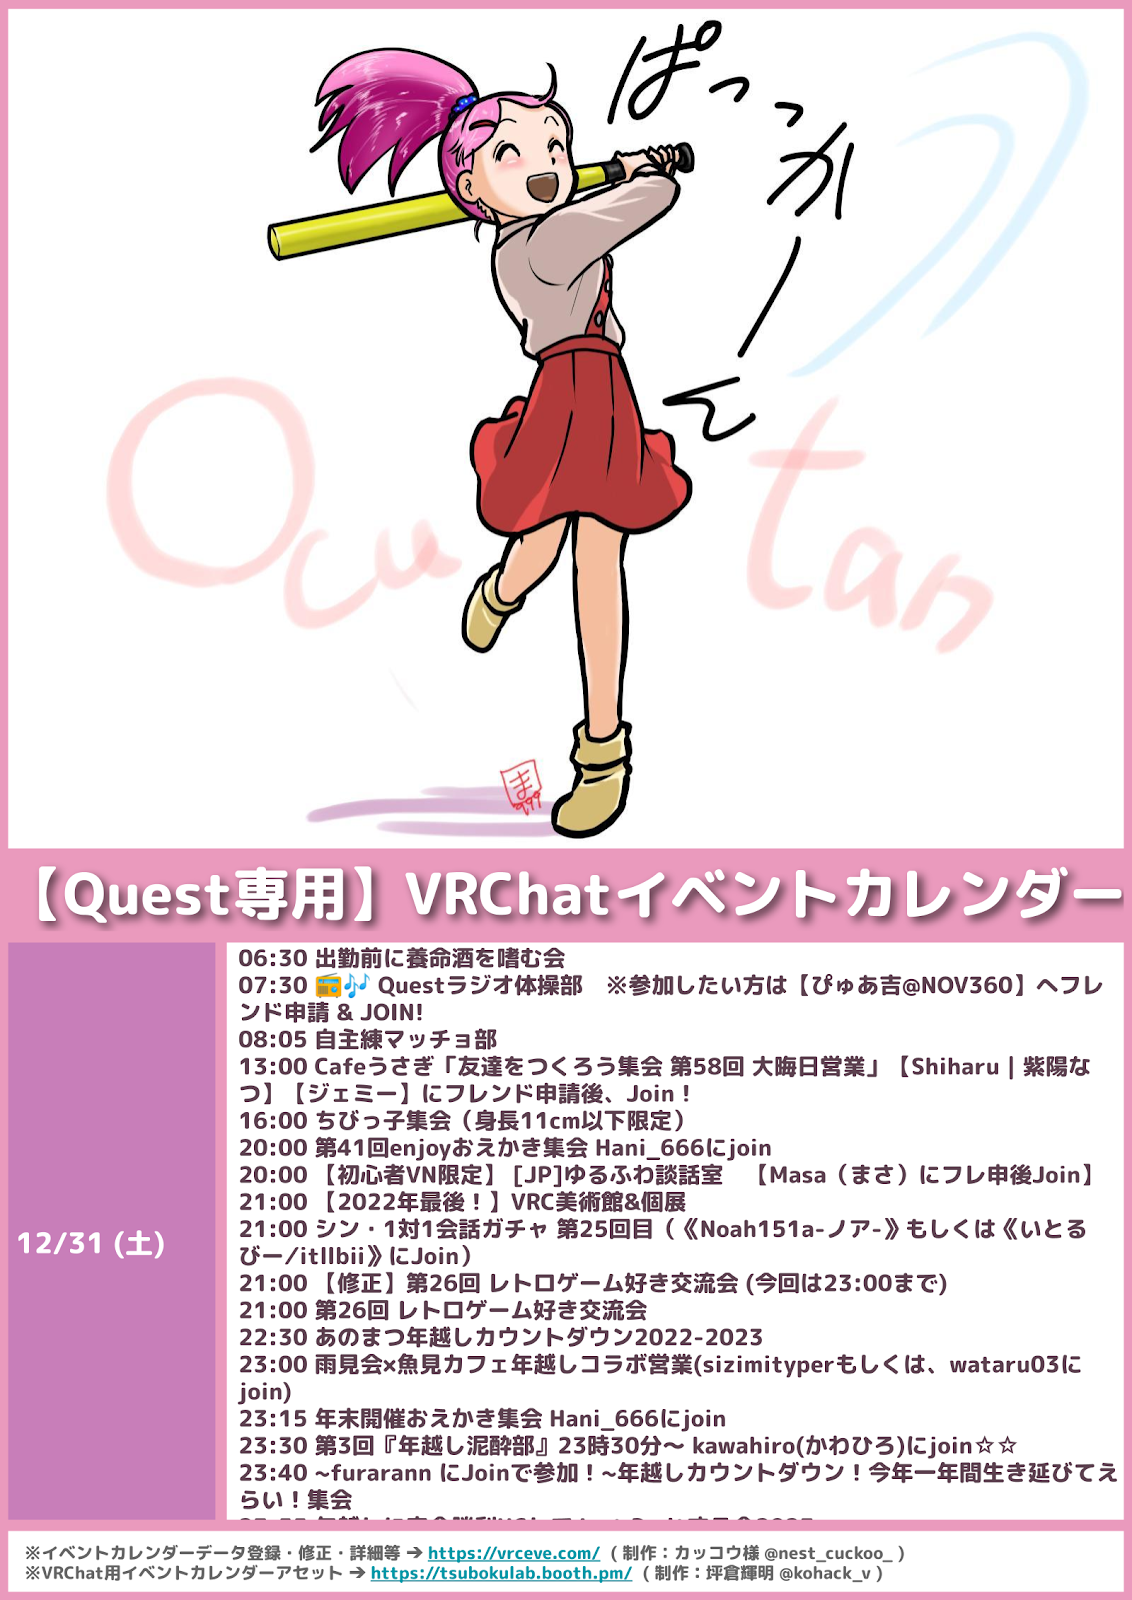 ぱっっかーーん
Ocu tan
ま
999
【Quest専用】VRChatイベントカレンダー
12/31 (土)
06:30 出勤前に養命酒を嗜む会
07:30 📻🎶 Questラジオ体操部　※参加したい方は【ぴゅあ吉@NOV360】へフレ
ンド申請 & JOIN!
08:05 自主練マッチョ部
13:00 Cafeうさぎ「友達をつくろう集会 第58回 大晦日営業」【Shiharu | 紫陽な
つ】【ジェミー】にフレンド申請後、Join！
16:00 ちびっ子集会（身長11cm以下限定）
20:00 第41回enjoyおえかき集会 Hani_666にjoin
20:00 【初心者VN限定】 [JP]ゆるふわ談話室　【Masa（まさ）にフレ申後Join】
21:00 【2022年最後！】VRC美術館&個展
21:00 シン・1対1会話ガチャ 第25回目（《Noah151a-ノア-》もしくは《いとる
びー/itllbii》にJoin）
21:00 【修正】第26回 レトロゲーム好き交流会 (今回は23:00まで)
21:00 第26回 レトロゲーム好き交流会
22:30 あのまつ年越しカウントダウン2022-2023
23:00 雨見会×魚見カフェ年越しコラボ営業(sizimityperもしくは、wataru03に
join)
23:15 年末開催おえかき集会 Hani_666にjoin
23:30 第3回『年越し泥酔部』23時30分～ kawahiro(かわひろ)にjoin☆☆
23:40 ~furarann にJoinで参加！~年越しカウントダウン！今年一年間生き延びてえ
らい！集会
※イベントカレンダーデータ登録・修正・詳細等 ➔ https://vrceve.com/ （制作：カッコウ様 @nest_cuckoo_ ）
※VRChat用イベントカレンダーアセット ➔ https://tsubokulab.booth.pm/ （制作：坪倉輝明 @kohack_v ）